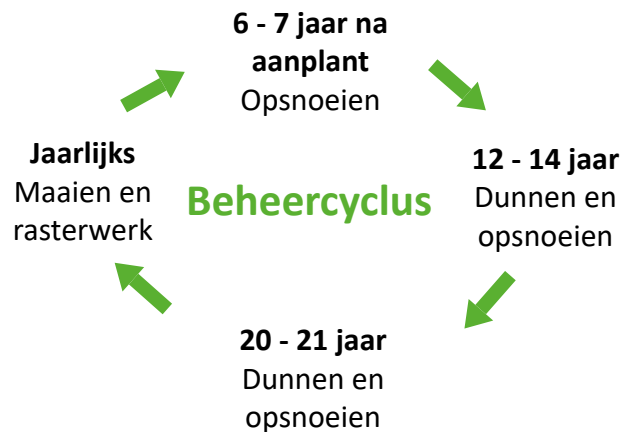 6 - 7 jaar na
aanplant
Opsnoeien
12 - 14 jaar
Dunnen en
opsnoeien
20 - 21 jaar
Dunnen en
opsnoeien
Jaarlijks
Maaien en
rasterwerk
Beheercyclus